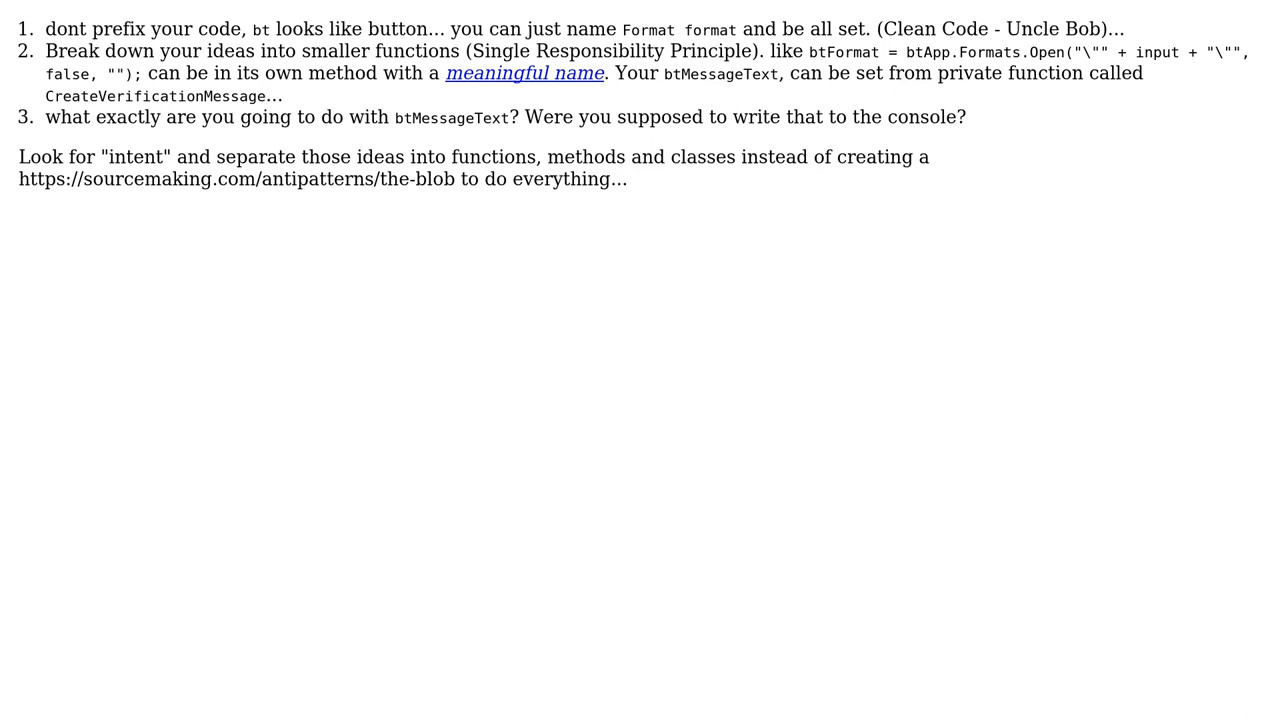 1. dont prefix your code, bt looks like button... you can just name Format format and be all set. (Clean Code - Uncle Bob)...
2. Break down your ideas into smaller functions (Single Responsibility Principle). like btFormat = btApp.Formats.Open("\"" + input + "\"",
false, ""); can be in its own method with a meaningful name. Your btMessageText, can be set from private function called
CreateVerificationMessage...
3. what exactly are you going to do with btMessageText? Were you supposed to write that to the console?
Look for "intent" and separate those ideas into functions, methods and classes instead of creating a
https://sourcemaking.com/antipatterns/the-blob to do everything...